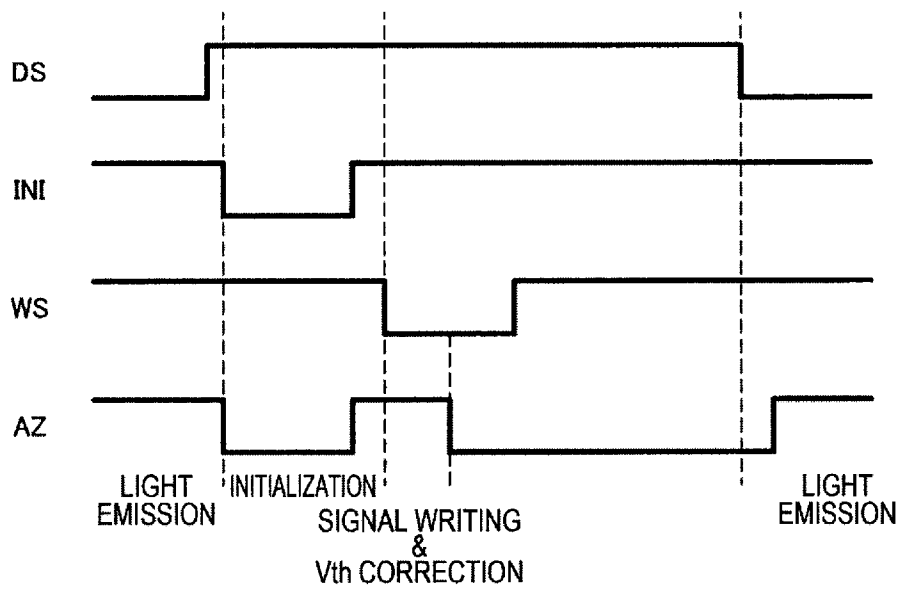 DS
INI
WS
AZ
LIGHT
EMISSION
INITIALIZATION
SIGNAL WRITING
&
Vth CORRECTION
LIGHT
EMISSION